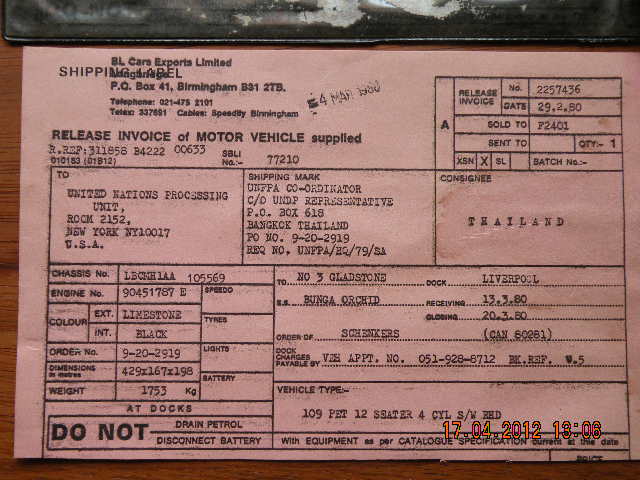 SHIPPING LABEL
BL Cars Exports Limited
Longbridge
P.O. Box 41, Birmingham B31 2TB.
Telephone: 021-475 2101
Telex: 337691 Cables: Speedily Birmingham
4 MAR 1980
RELEASE INVOICE of MOTOR VEHICLE supplied
R.REF:311858 B4222 00633
010183 (01B12)
SBLI No.:- 77210
A
RELEASE INVOICE
No. 2257436
DATE 29.2.80
SOLD TO F2401
SENT TO QTY:- 1
XSN X SL BATCH No.:-
TO
UNITED NATIONS PROCESSING
UNIT,
ROOM 2152,
NEW YORK NY10017
U.S.A.
SHIPPING MARK
UNFPA CO-ORDINATOR
C/O UNDP REPRESENTATIVE
P.O. BOX 618
BANGKOK THAILAND
PO NO. 9-20-2919
REQ NO. UNFPA/HQ/79/SA
CONSIGNEE
THAILAND
CHASSIS No. LBCMH1AA 105569
ENGINE No. 90451787 E
COLOUR EXT. LIMESTONE
INT. BLACK
ORDER No. 9-20-2919
DIMENSIONS in metres 429x167x198
WEIGHT 1753 Kg
SPEEDO
TYRES
LIGHTS
BATTERY
TO NO 3 GLADSTONE DOCK LIVERPOOL
S.S. BUNGA ORCHID RECEIVING 13.3.80
CLOSING 20.3.80
ORDER OF SCHENKERS (CAN 80281)
DOCK CHARGES PAYABLE BY VEH APPT. NO. 051-928-8712 BK.REF. W.5
VEHICLE TYPE:-
109 PET 12 SEATER 4 CYL S/W RHD
AT DOCKS
DO NOT DRAIN PETROL
DISCONNECT BATTERY
With EQUIPMENT as per CATALOGUE SPECIFICATION current at this date
PRICE
17.04.2012 13:06